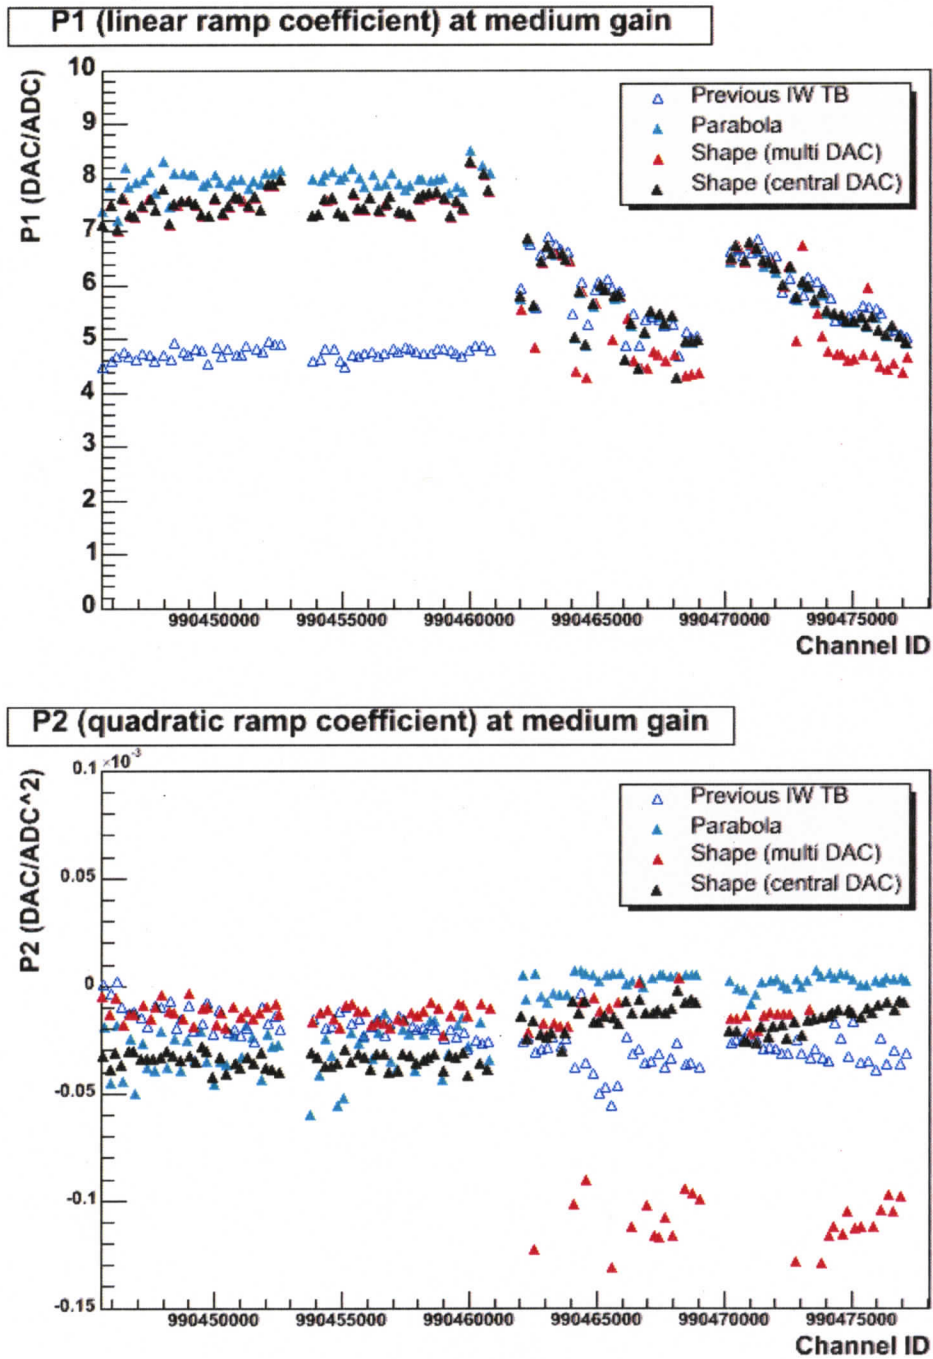 P1 (linear ramp coefficient) at medium gain
P1 (DAC/ADC)
10
9
8
7
6
5
4
3
2
1
0
Previous IW TB
Parabola
Shape (multi DAC)
Shape (central DAC)
990450000 990455000 990460000 990465000 990470000 990475000
Channel ID
P2 (quadratic ramp coefficient) at medium gain
×10^-3
P2 (DAC/ADC^2)
0.1
0.05
0
-0.05
-0.1
-0.15
Previous IW TB
Parabola
Shape (multi DAC)
Shape (central DAC)
990450000 990455000 990460000 990465000 990470000 990475000
Channel ID